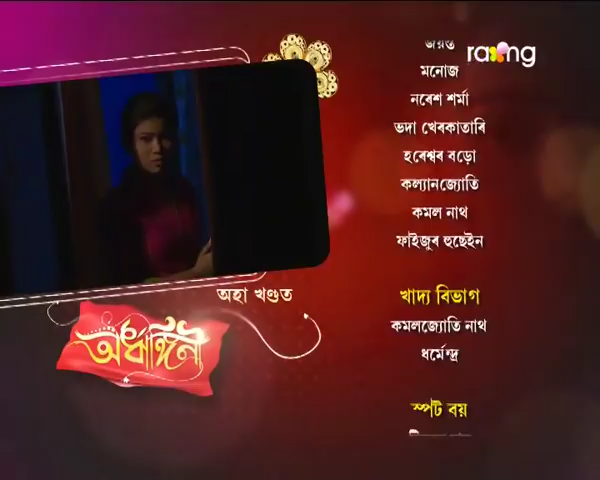 rang
মনোজ
নৰেশ শৰ্মা
ভদা খেৰকাতাৰি
হৰেশ্বৰ বড়ো
কল্যানজ্যোতি
কমল নাথ
ফাইজুৰ হুছেইন
অহা খণ্ডত
খাদ্য বিভাগ
অৰ্ধাঙ্গিনী
কমলজ্যোতি নাথ
ধৰ্মেন্দ্ৰ
স্পট বয়